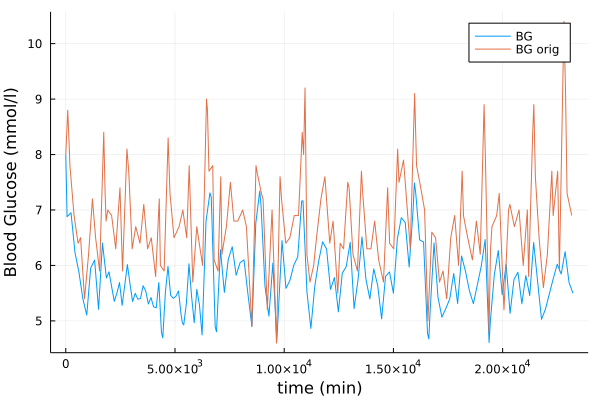 BG
BG orig
10
9
8
7
6
5
Blood Glucose (mmol/l)
0 5.00×10³ 1.00×10⁴ 1.50×10⁴ 2.00×10⁴
time (min)